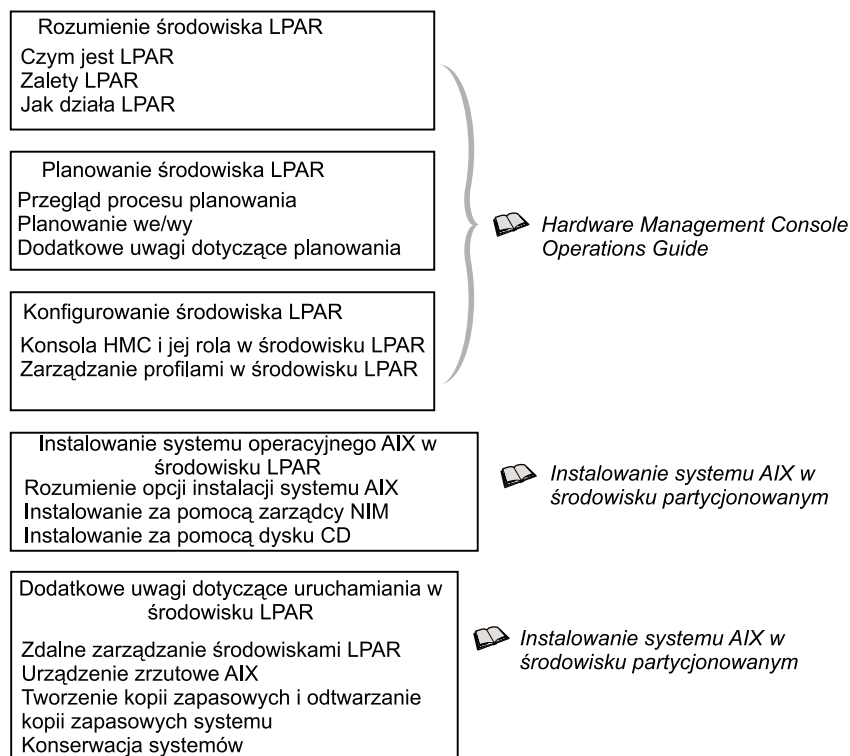 Rozumienie środowiska LPAR
Czym jest LPAR
Zalety LPAR
Jak działa LPAR
Planowanie środowiska LPAR
Przegląd procesu planowania
Planowanie we/wy
Dodatkowe uwagi dotyczące planowania
Hardware Management Console
Operations Guide
Konfigurowanie środowiska LPAR
Konsola HMC i jej rola w środowisku LPAR
Zarządzanie profilami w środowisku LPAR
Instalowanie systemu operacyjnego AIX w
środowisku LPAR
Rozumienie opcji instalacji systemu AIX
Instalowanie za pomocą zarządcy NIM
Instalowanie za pomocą dysku CD
Instalowanie systemu AIX w
środowisku partycjonowanym
Dodatkowe uwagi dotyczące uruchamiania w
środowisku LPAR
Zdalne zarządzanie środowiskami LPAR
Urządzenie zrzutowe AIX
Tworzenie kopii zapasowych i odtwarzanie
kopii zapasowych systemu
Konserwacja systemów
Instalowanie systemu AIX w
środowisku partycjonowanym